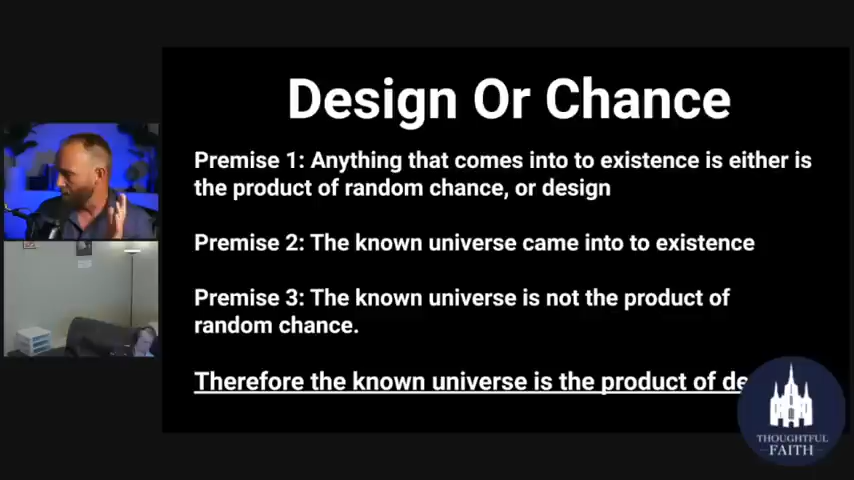 Design Or Chance
Premise 1: Anything that comes into to existence is either is
the product of random chance, or design
Premise 2: The known universe came into to existence
Premise 3: The known universe is not the product of
random chance.
Therefore the known universe is the product of de
THOUGHTFUL
FAITH